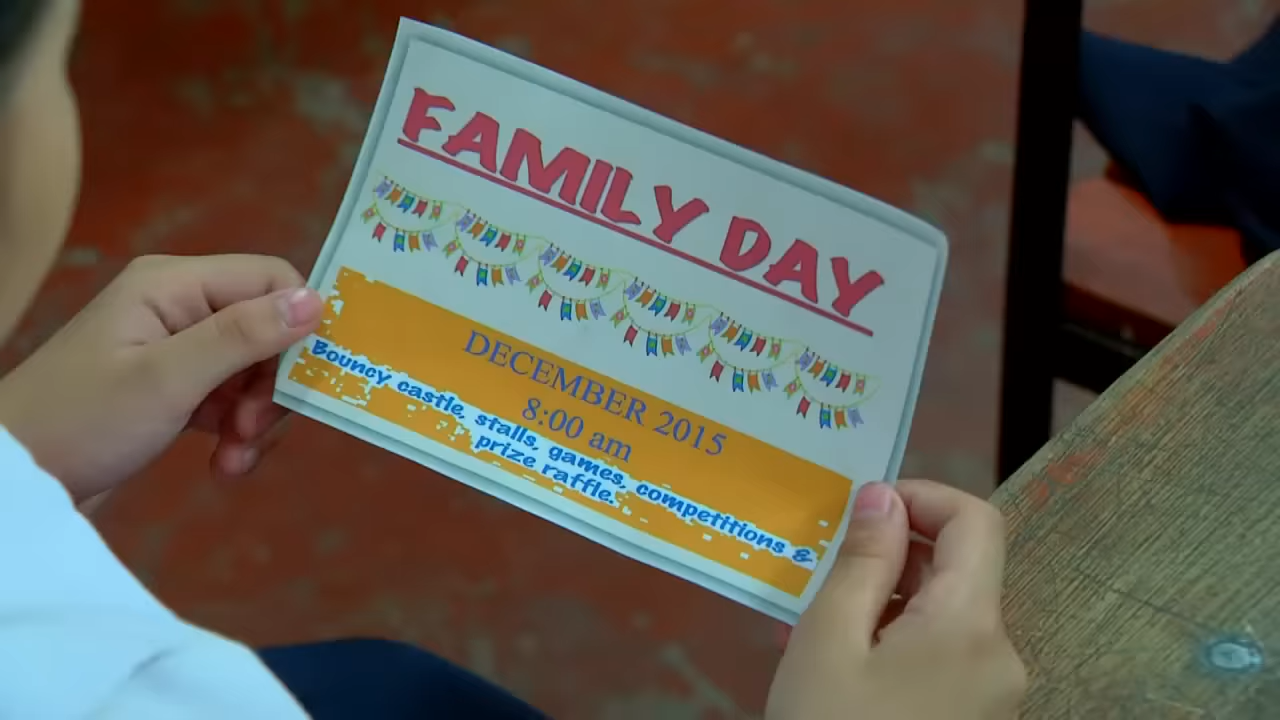 FAMILY DAY
DECEMBER 2015
8:00 am
Bouncy castle, stalls, games, competitions &
prize raffle.